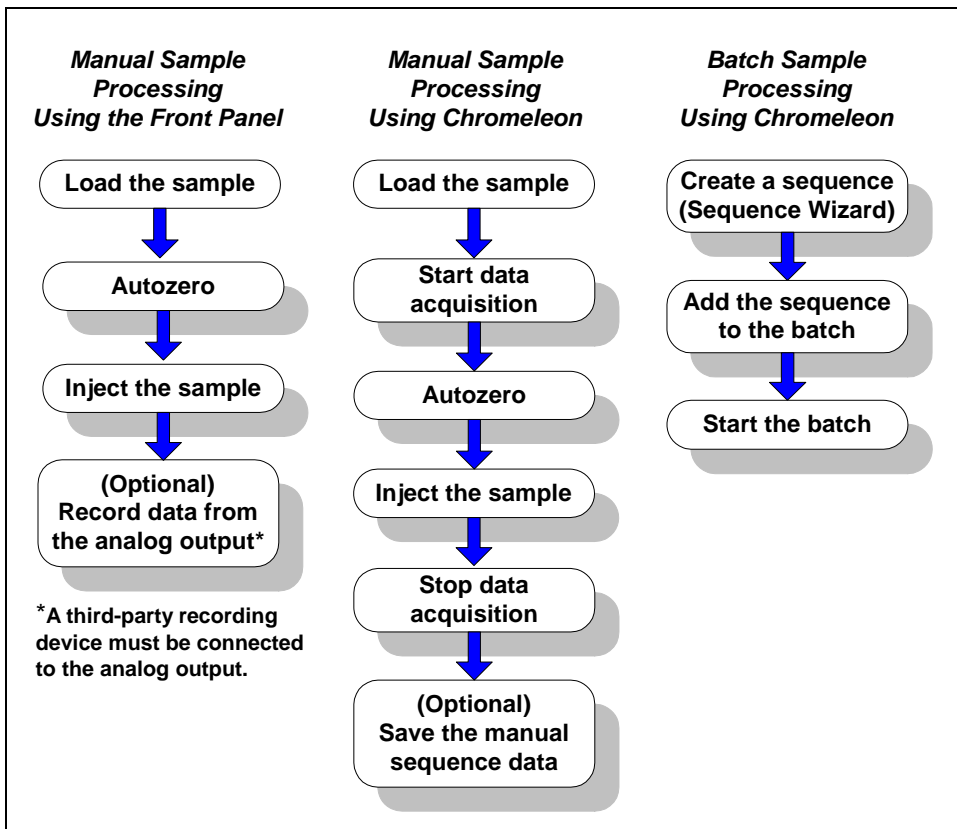 Manual Sample
Processing
Using the Front Panel
Load the sample
Autozero
Inject the sample
(Optional)
Record data from
the analog output*
*A third-party recording
device must be connected
to the analog output.
Manual Sample
Processing
Using Chromeleon
Load the sample
Start data
acquisition
Autozero
Inject the sample
Stop data
acquisition
(Optional)
Save the manual
sequence data
Batch Sample
Processing
Using Chromeleon
Create a sequence
(Sequence Wizard)
Add the sequence
to the batch
Start the batch